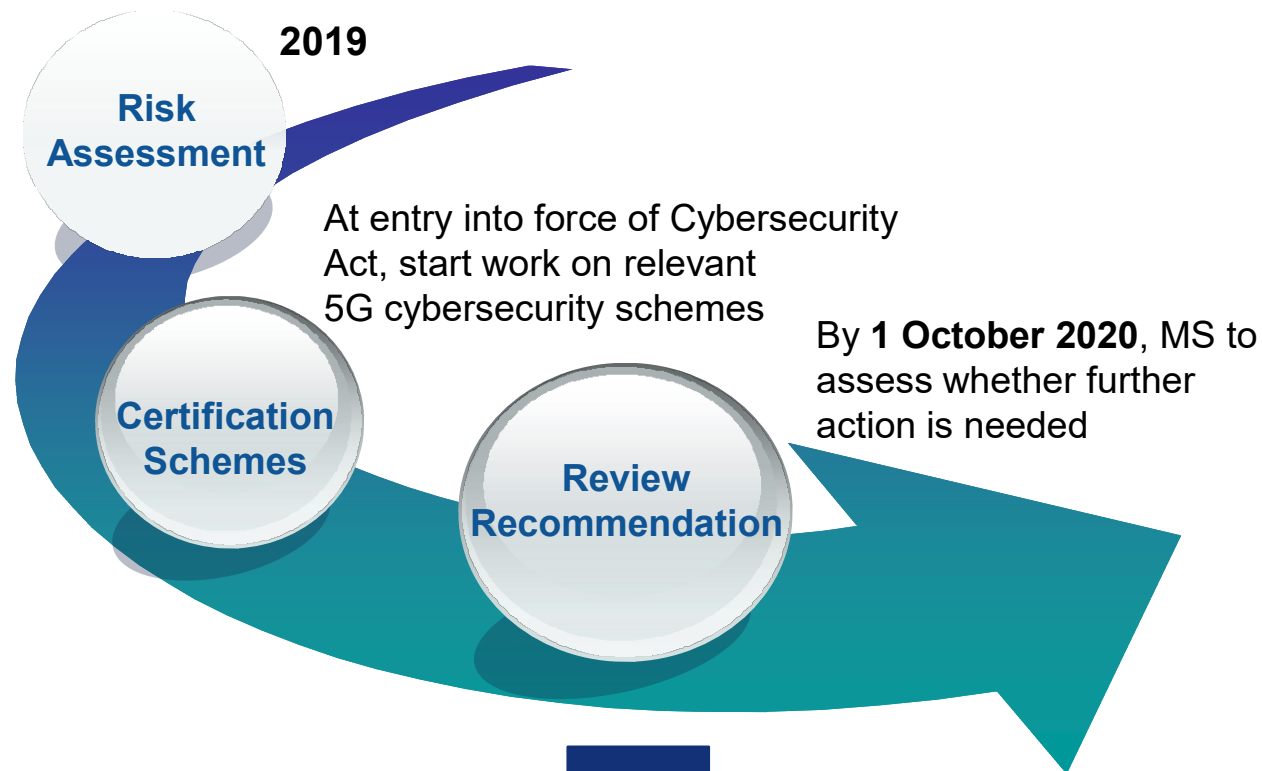 2019
Risk
Assessment
At entry into force of Cybersecurity
Act, start work on relevant
5G cybersecurity schemes
Certification
Schemes
By 1 October 2020, MS to
assess whether further
action is needed
Review
Recommendation